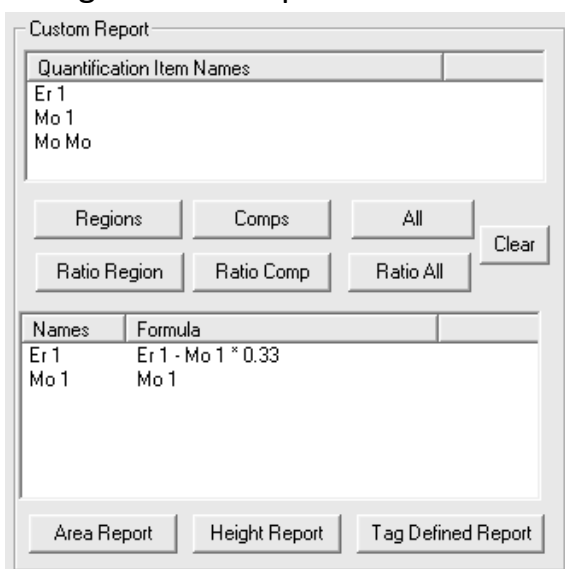 Custom Report
Quantification Item Names
Er 1
Mo 1
Mo Mo
Regions Comps All
Clear
Ratio Region Ratio Comp Ratio All
Names Formula
Er 1 Er 1 - Mo 1 * 0.33
Mo 1 Mo 1
Area Report Height Report Tag Defined Report